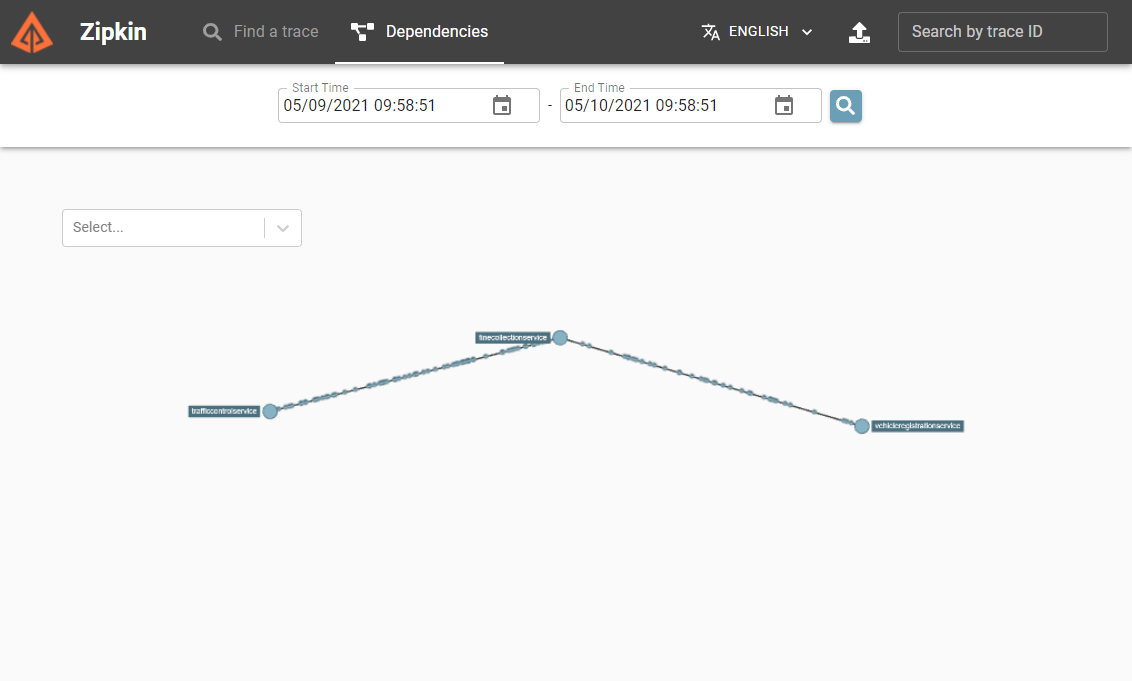 Zipkin
Find a trace
Dependencies
ENGLISH
Search by trace ID
Start Time
05/09/2021 09:58:51
-
End Time
05/10/2021 09:58:51
Select...
finecollectionservice
trafficcontrolservice
vehicleregistrationservice